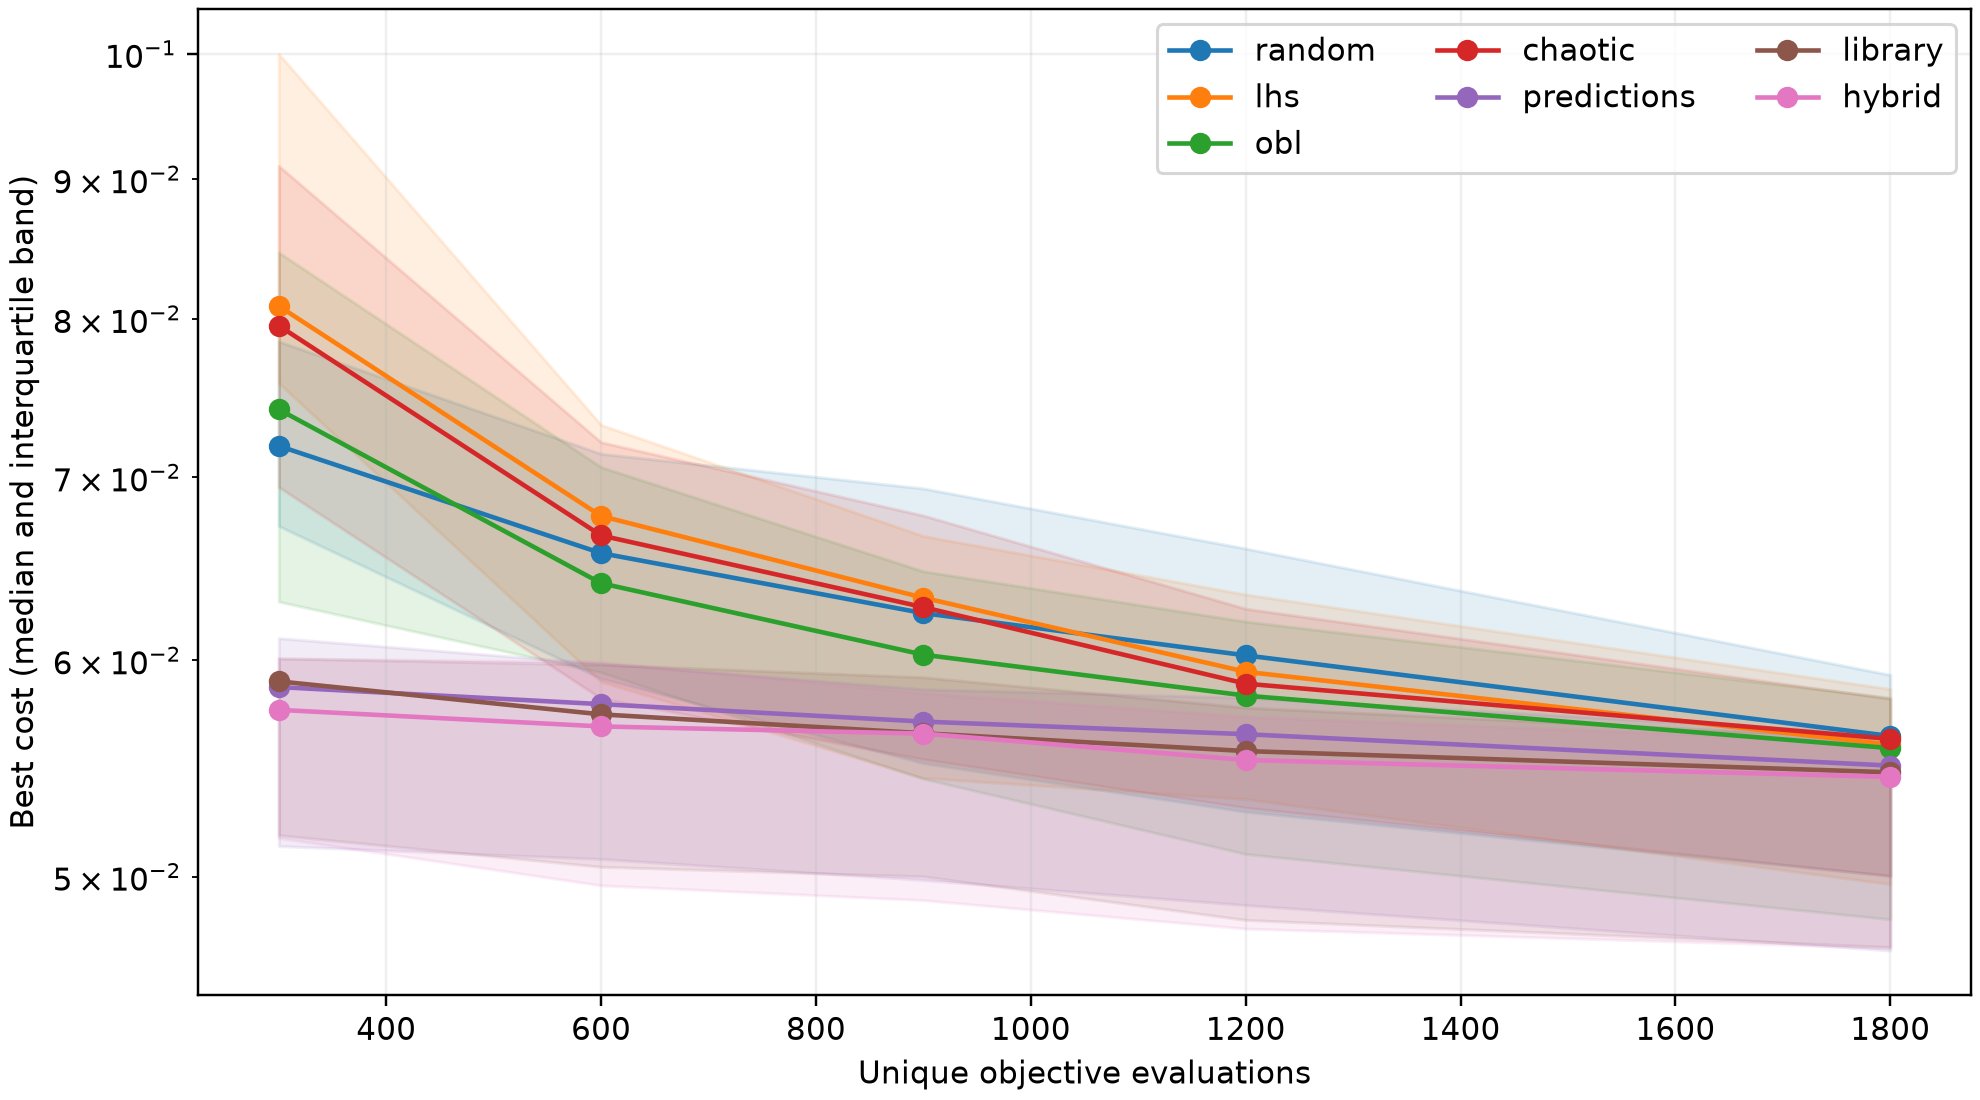 Best cost (median and interquartile band)
10⁻¹
9 × 10⁻²
8 × 10⁻²
7 × 10⁻²
6 × 10⁻²
5 × 10⁻²
random
lhs
obl
chaotic
predictions
library
hybrid
400 600 800 1000 1200 1400 1600 1800
Unique objective evaluations